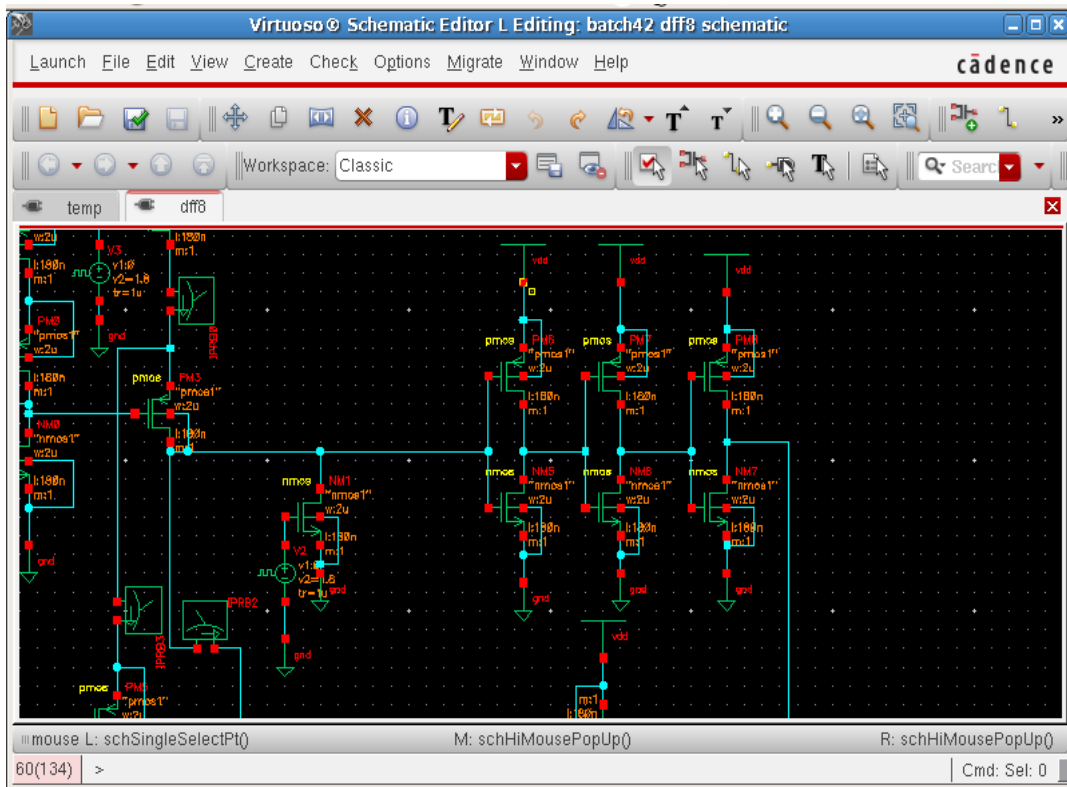 Virtuoso® Schematic Editor L Editing: batch42 dff8 schematic
Launch File Edit View Create Check Options Migrate Window Help cādence
Workspace: Classic
Searc
temp dff8
w:2u
l:180n
m:1
PM0
"pmos1"
w:2u
l:180n
m:1
NM0
"nmos1"
w:2u
l:180n
m:1
gnd
V3
v1:0
v2=1.8
tr=1u
gnd
l:180n
m:1
IPRB0
pmos
PM3
"pmos1"
w:2u
l:180n
m:1
nmos
NM1
"nmos1"
w:2u
l:180n
m:1
gnd
V2
v1:0
v2=1.8
tr=1u
gnd
IPRB2
IPRB3
pmos
"pmos1"
w:2u
vdd
pmos
PM6
"pmos1"
w:2u
l:180n
m:1
nmos
NM5
"nmos1"
w:2u
l:180n
m:1
gnd
vdd
pmos
PM7
"pmos1"
w:2u
l:180n
m:1
nmos
NM6
"nmos1"
w:2u
l:180n
m:1
gnd
vdd
pmos
PM8
"pmos1"
w:2u
l:180n
m:1
nmos
NM7
"nmos1"
w:2u
l:180n
m:1
gnd
vdd
m:1
l:180n
mouse L: schSingleSelectPt() M: schHiMousePopUp() R: schHiMousePopUp()
60(134) > Cmd: Sel: 0